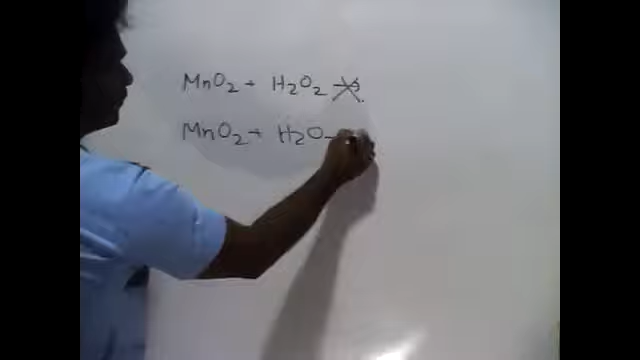 MnO₂ + H₂O₂ →
MnO₂ + H₂O